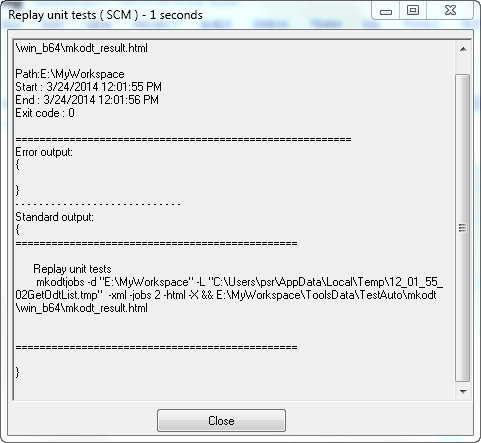 Replay unit tests ( SCM ) - 1 seconds
\win_b64\mkodt_result.html
Path:E:\MyWorkspace
Start : 3/24/2014 12:01:55 PM
End : 3/24/2014 12:01:56 PM
Exit code : 0
========================================================
Error output:
{
}
- - - - - - - - - - - - - - - - - - - - - - - - - - - -
Standard output:
{
===============================================
Replay unit tests
mkodtjobs -d "E:\MyWorkspace" -L "C:\Users\psr\AppData\Local\Temp\12_01_55_
02GetOdtList.tmp" -xml -jobs 2 -html -X && E:\MyWorkspace\ToolsData\TestAuto\mkodt
\win_b64\mkodt_result.html
===============================================
}
Close